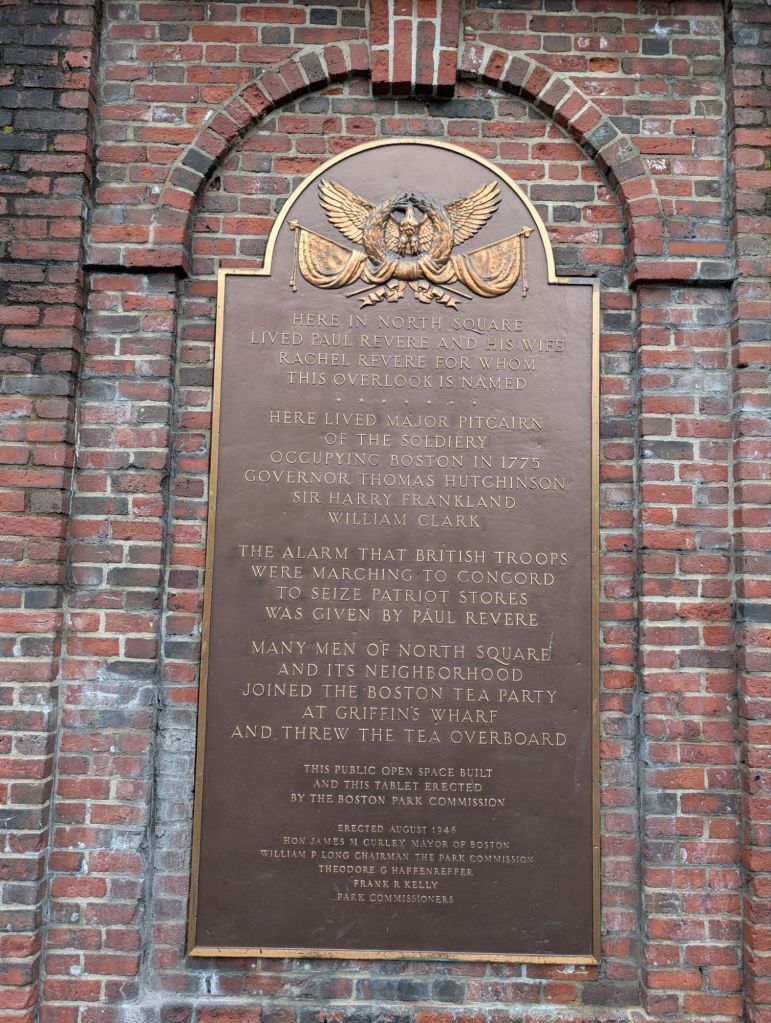 HERE IN NORTH SQUARE
LIVED PAUL REVERE AND HIS WIFE
RACHEL REVERE FOR WHOM
THIS OVERLOOK IS NAMED
HERE LIVED MAJOR PITCAIRN
OF THE SOLDIERY
OCCUPYING BOSTON IN 1775
GOVERNOR THOMAS HUTCHINSON
SIR HARRY FRANKLAND
WILLIAM CLARK
THE ALARM THAT BRITISH TROOPS
WERE MARCHING TO CONCORD
TO SEIZE PATRIOT STORES
WAS GIVEN BY PAUL REVERE
MANY MEN OF NORTH SQUARE
AND ITS NEIGHBORHOOD
JOINED THE BOSTON TEA PARTY
AT GRIFFIN'S WHARF
AND THREW THE TEA OVERBOARD
THIS PUBLIC OPEN SPACE BUILT
AND THIS TABLET ERECTED
BY THE BOSTON PARK COMMISSION
ERECTED AUGUST 1946
HON JAMES M CURLEY MAYOR OF BOSTON
WILLIAM P LONG CHAIRMAN THE PARK COMMISSION
THEODORE G HAFFENREFFER
FRANK R KELLY
PARK COMMISSIONERS